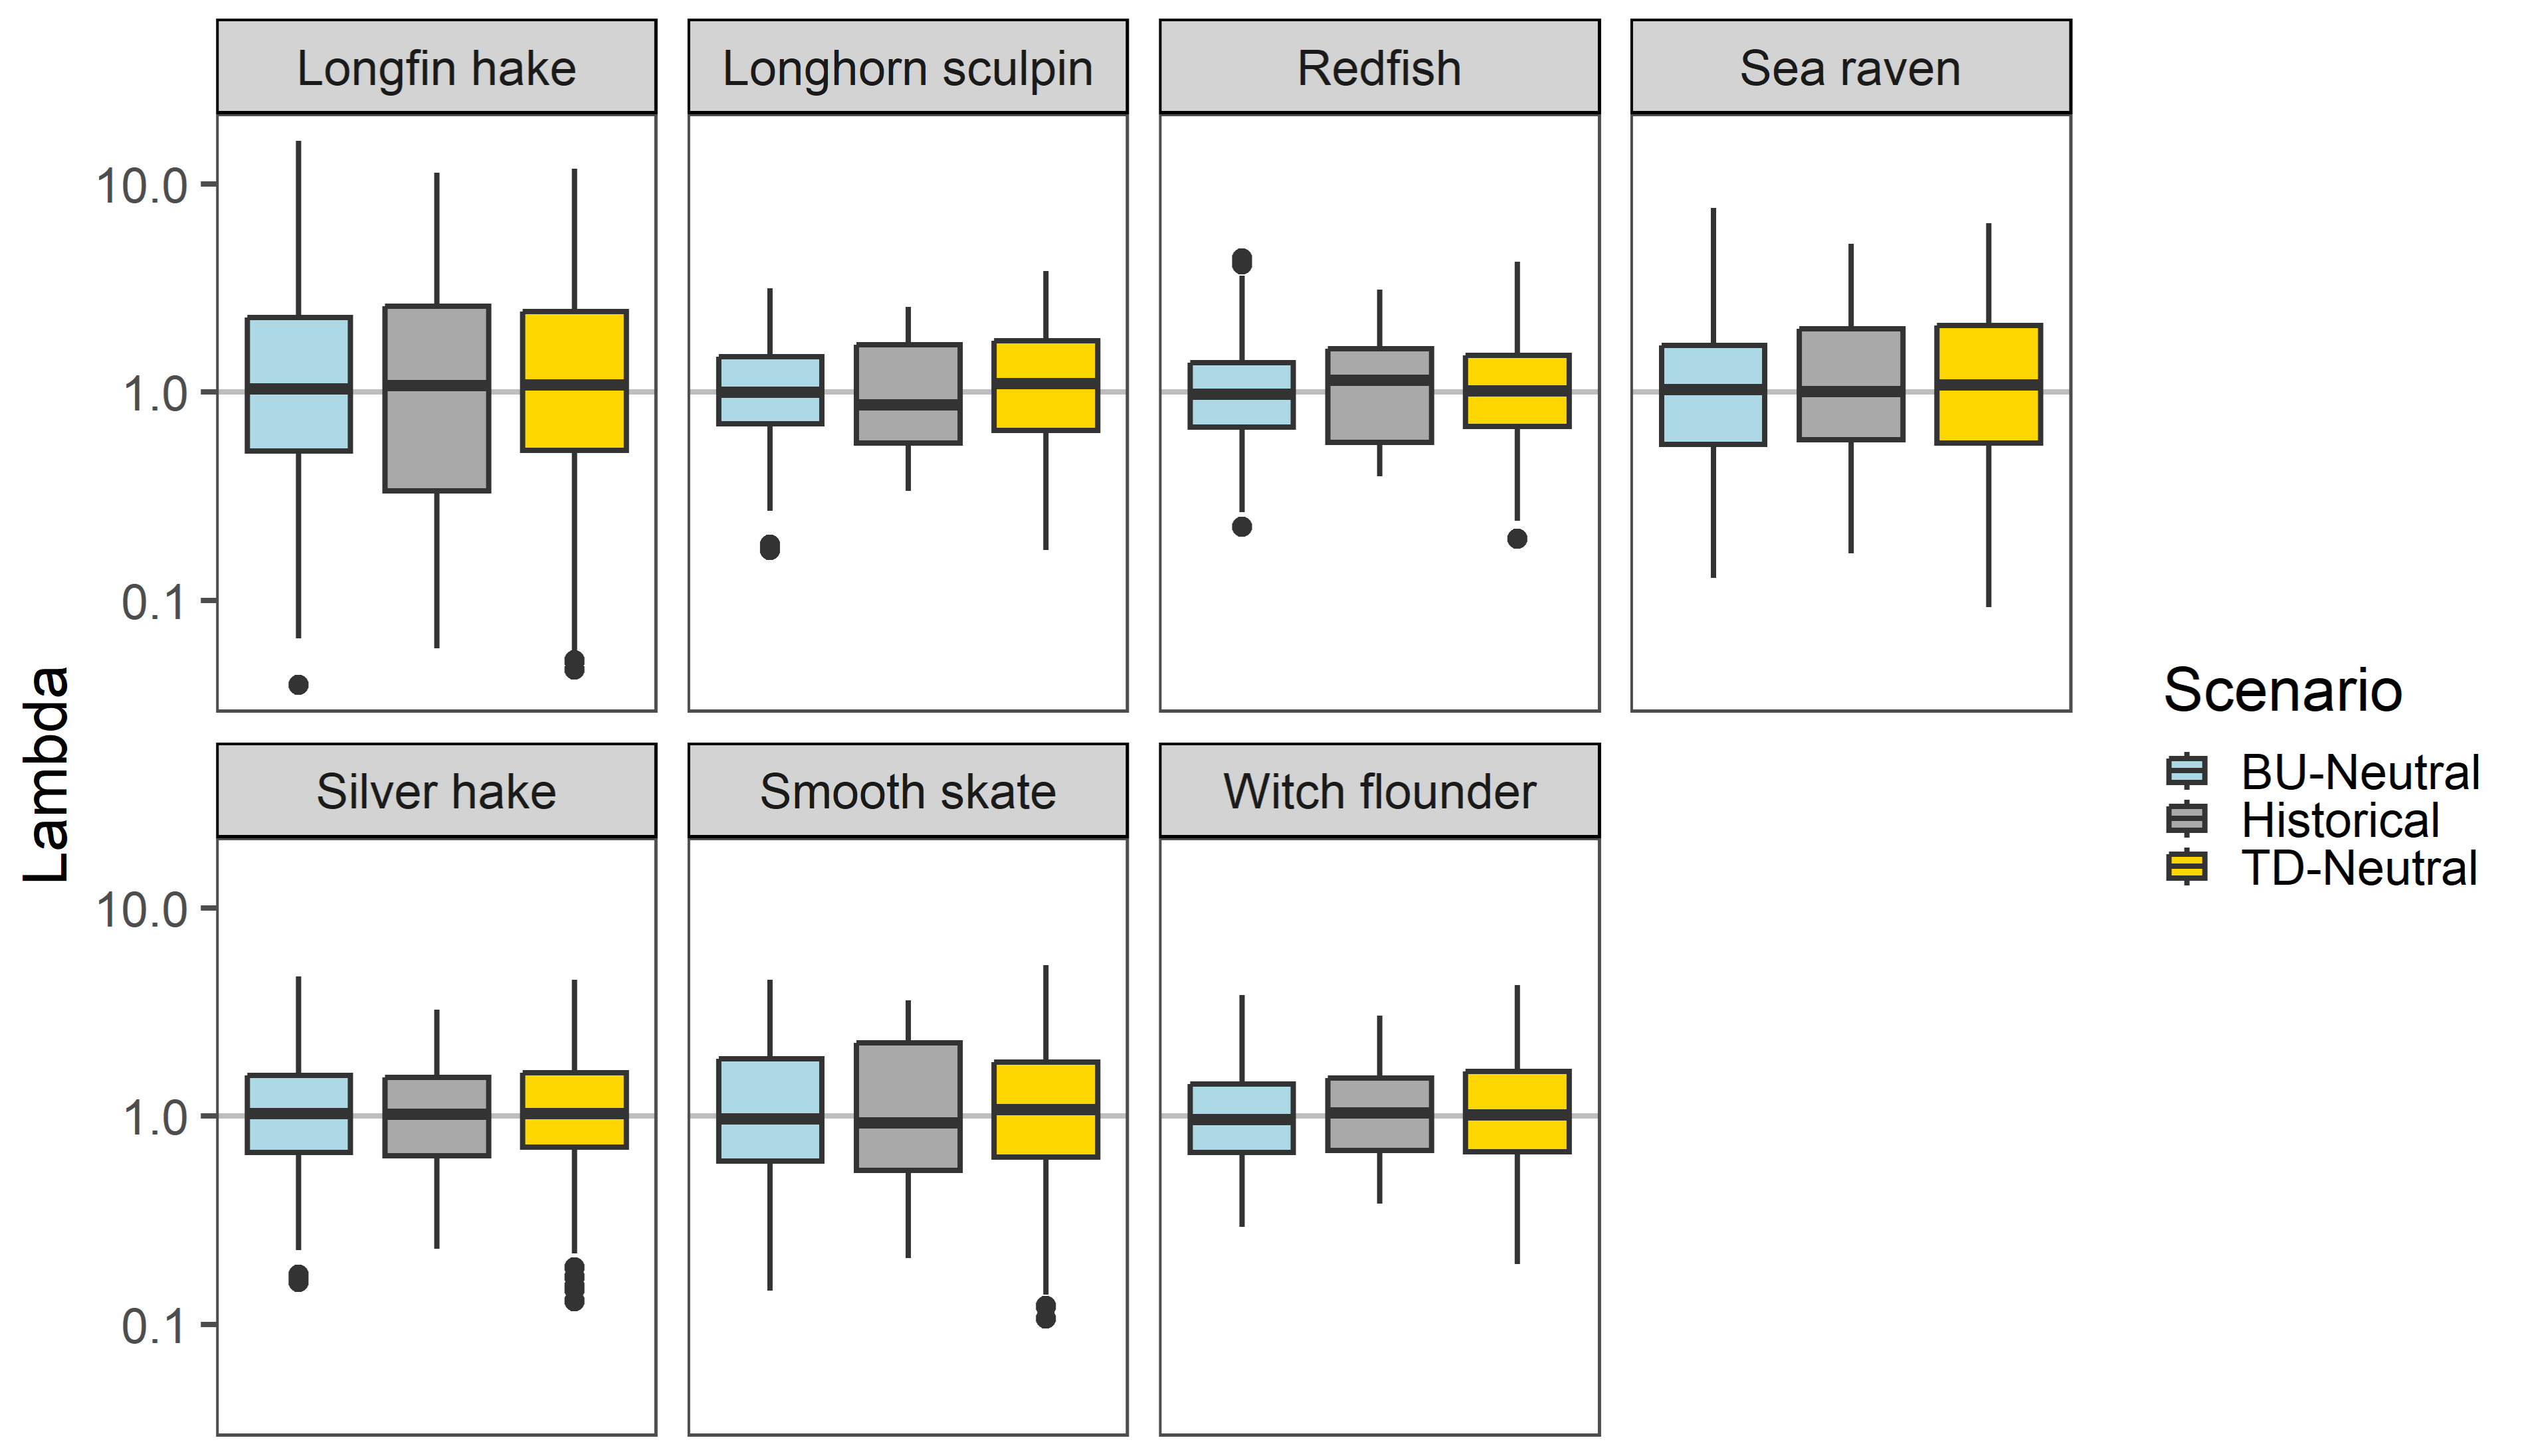 Longfin hake
Longhorn sculpin
Redfish
Sea raven
10.0
1.0
0.1
Lambda
Silver hake
Smooth skate
Witch flounder
10.0
1.0
0.1
Scenario
BU-Neutral
Historical
TD-Neutral